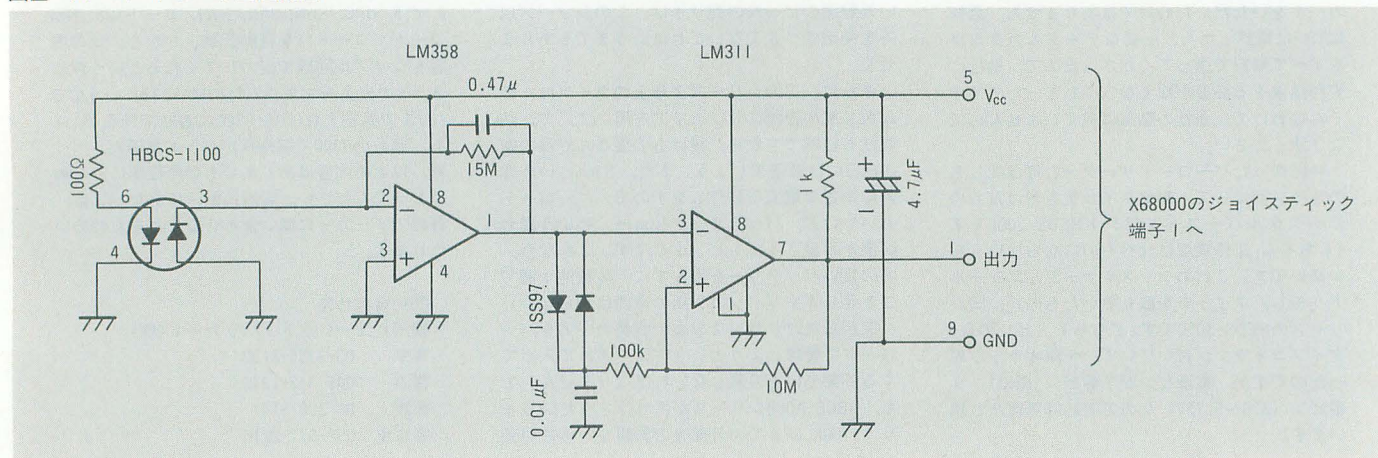 LM358
LM311
0.47μ
5
Vcc
100Ω
HBCS-1100
15M
6
3
4
2
−
8
3
+
4
1
3
−
8
2
+
7
1
1k
+
4.7μF
1
出力
X68000のジョイスティック
端子1へ
1SS97
100k
10M
0.01μF
9
GND